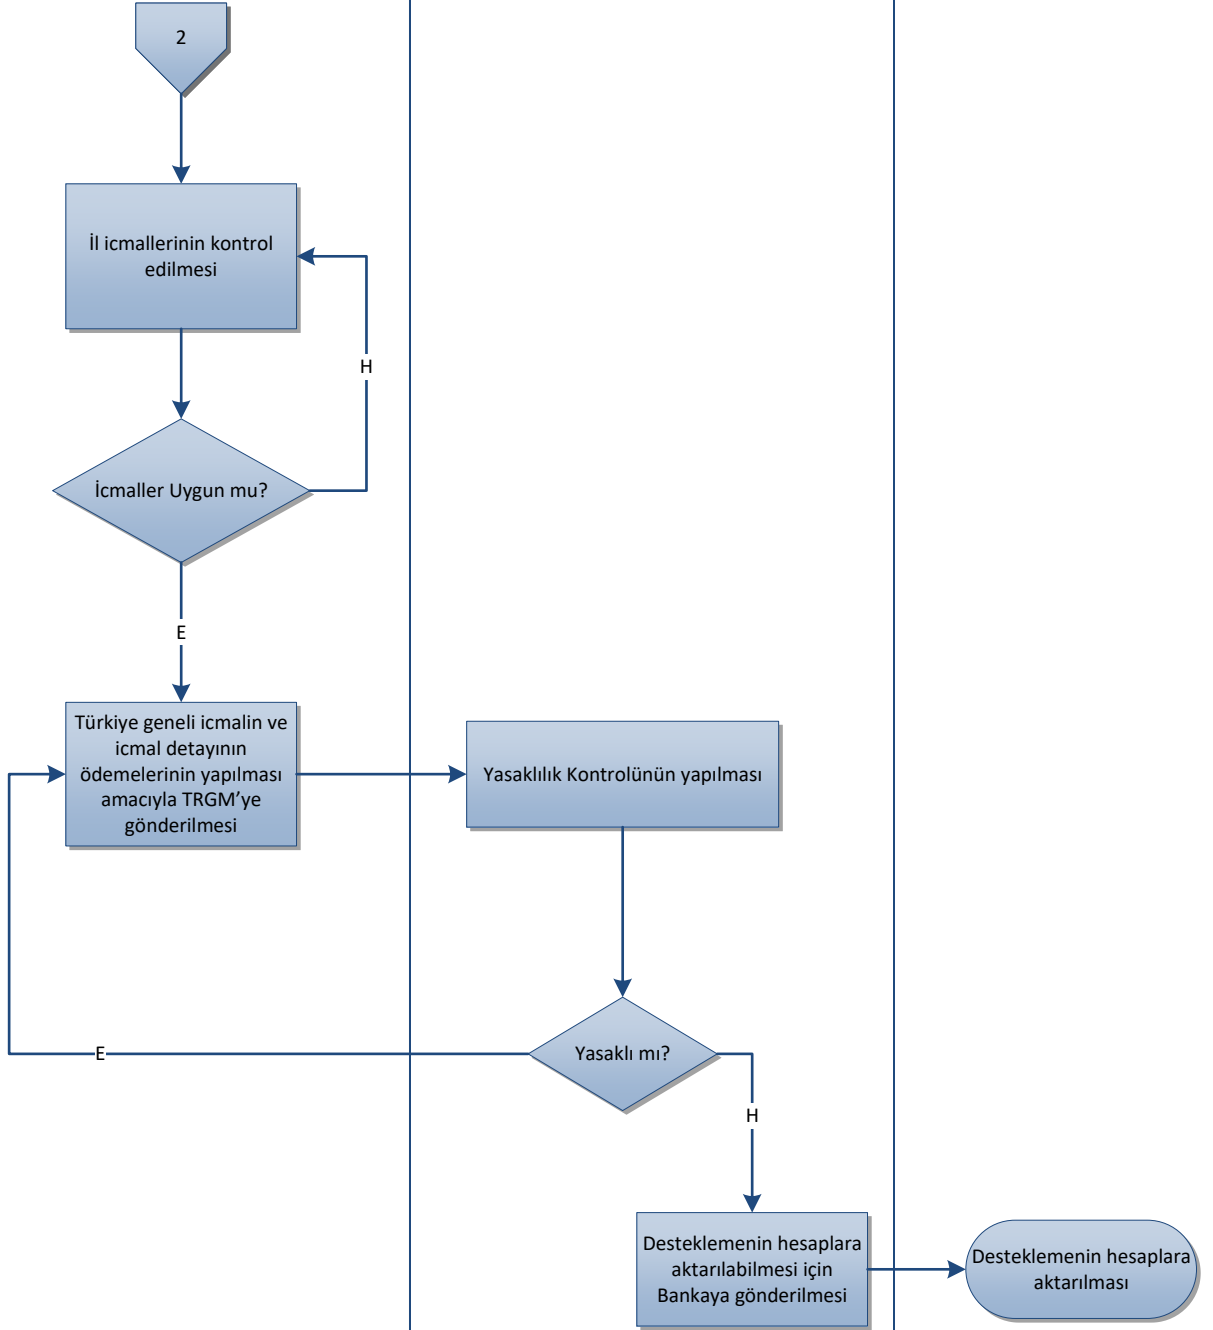 2
İl icmallerinin kontrol
edilmesi
H
İcmaller Uygun mu?
E
Türkiye geneli icmalin ve
icmal detayının
ödemelerinin yapılması
amacıyla TRGM’ye
gönderilmesi
Yasaklılık Kontrolünün yapılması
E
Yasaklı mı?
H
Desteklemenin hesaplara
aktarılabilmesi için
Bankaya gönderilmesi
Desteklemenin hesaplara
aktarılması